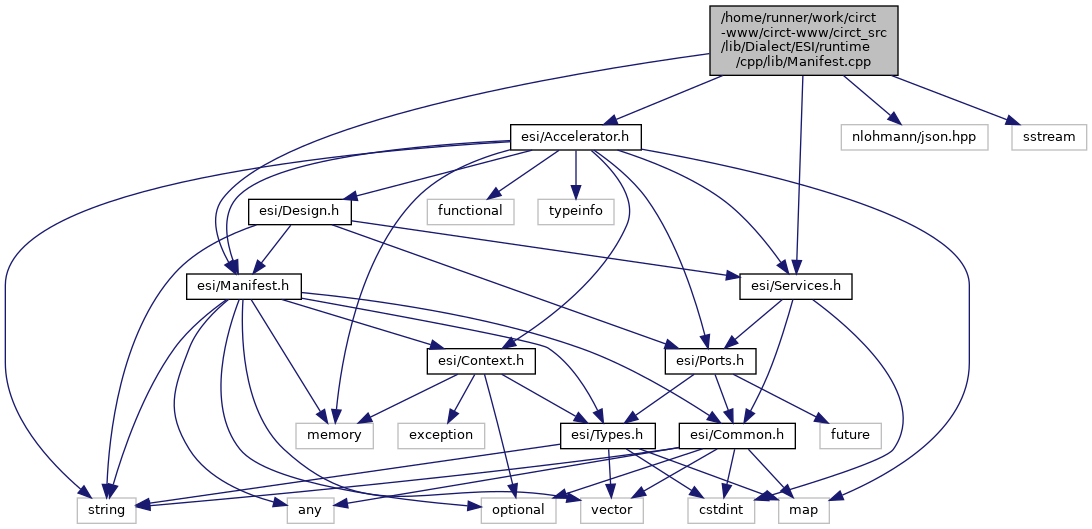 /home/runner/work/circt
-www/circt-www/circt_src
/lib/Dialect/ESI/runtime
/cpp/lib/Manifest.cpp
esi/Accelerator.h
nlohmann/json.hpp
sstream
esi/Design.h
functional
typeinfo
esi/Manifest.h
esi/Services.h
esi/Context.h
esi/Ports.h
memory
exception
esi/Types.h
esi/Common.h
future
string
any
optional
vector
cstdint
map